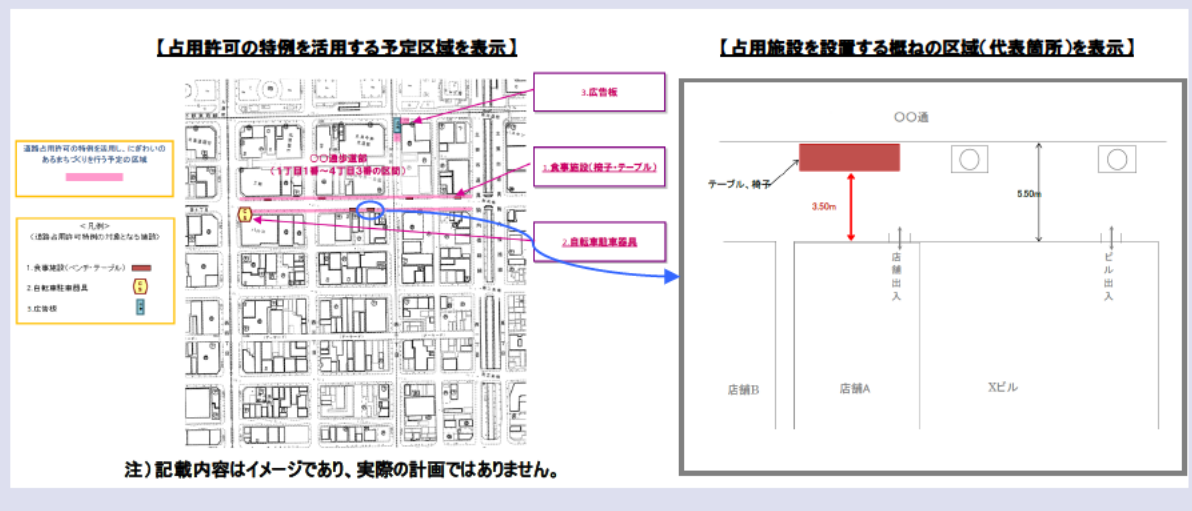 【占用許可の特例を活用する予定区域を表示】
【占用施設を設置する概ねの区域（代表箇所）を表示】
道路占用許可の特例を活用し、にぎわいの
あるまちづくりを行う予定の区域
＜凡例＞
（道路占用許可特例の対象となる施設）
1.食事施設（ベンチ・テーブル）
2.自転車駐車器具
3.広告板
〇〇通歩道部
（1丁目1番～4丁目3番の区間）
3.広告板
1.食事施設（椅子・テーブル）
2.自転車駐車器具
〇〇通
テーブル、椅子
3.50m
5.50m
店舗出入
ビル出入
店舗B
店舗A
Xビル
注）記載内容はイメージであり、実際の計画ではありません。